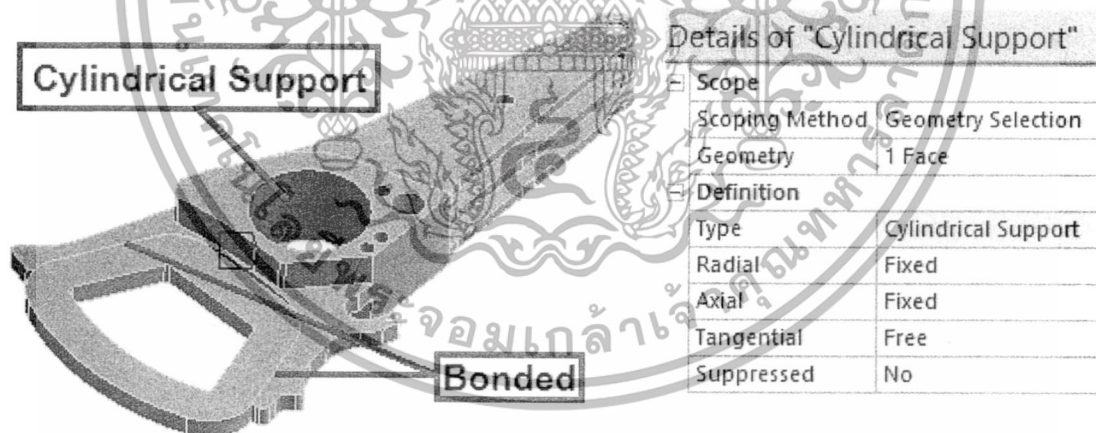 Cylindrical Support
Bonded
Details of "Cylindrical Support"
Scope
Scoping Method Geometry Selection
Geometry 1 Face
Definition
Type Cylindrical Support
Radial Fixed
Axial Fixed
Tangential Free
Suppressed No